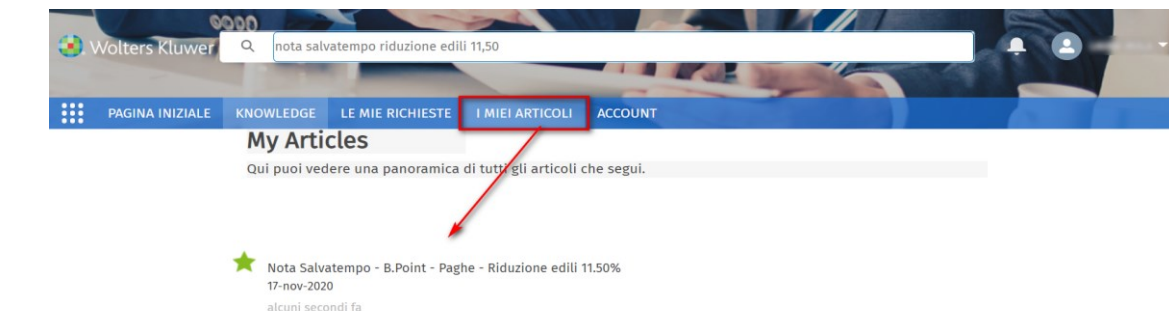 Wolters Kluwer
nota salvatempo riduzione edili 11,50
PAGINA INIZIALE KNOWLEDGE LE MIE RICHIESTE I MIEI ARTICOLI ACCOUNT
My Articles
Qui puoi vedere una panoramica di tutti gli articoli che segui.
Nota Salvatempo - B.Point - Paghe - Riduzione edili 11.50%
17-nov-2020
alcuni secondi fa